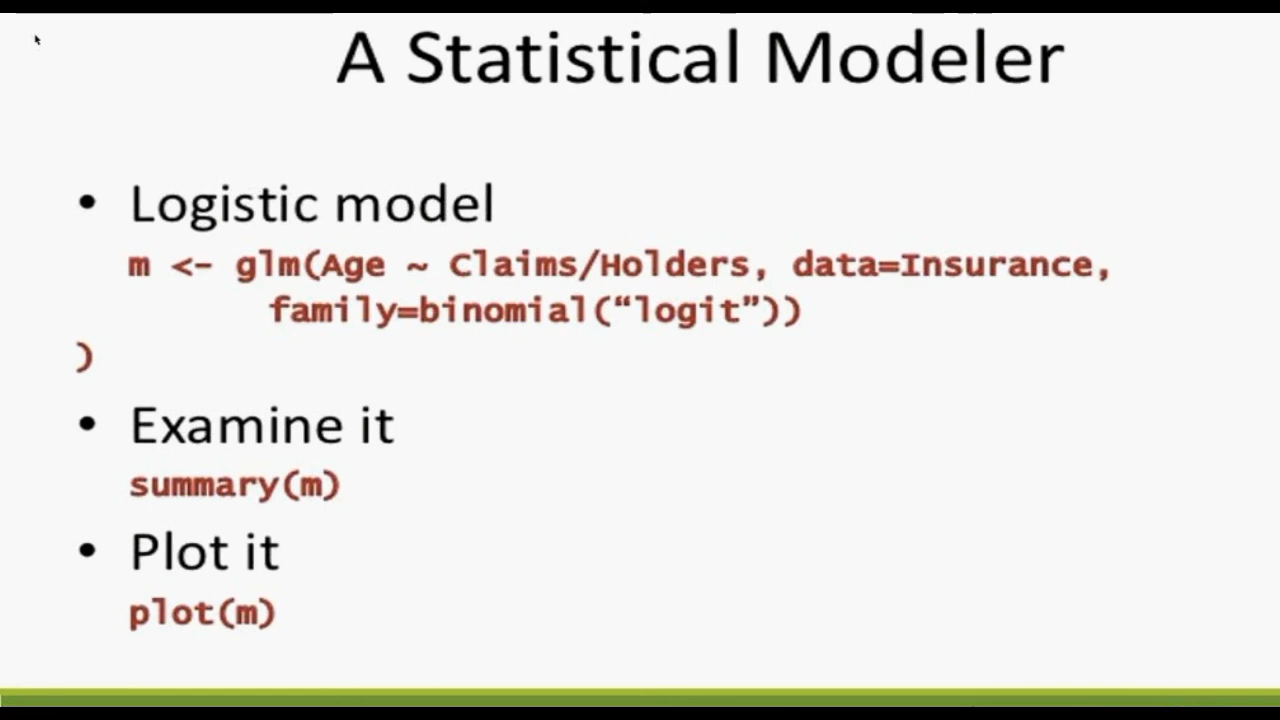 A Statistical Modeler
• Logistic model
m <- glm(Age ~ Claims/Holders, data=Insurance,
family=binomial(“logit”))
)
• Examine it
summary(m)
• Plot it
plot(m)